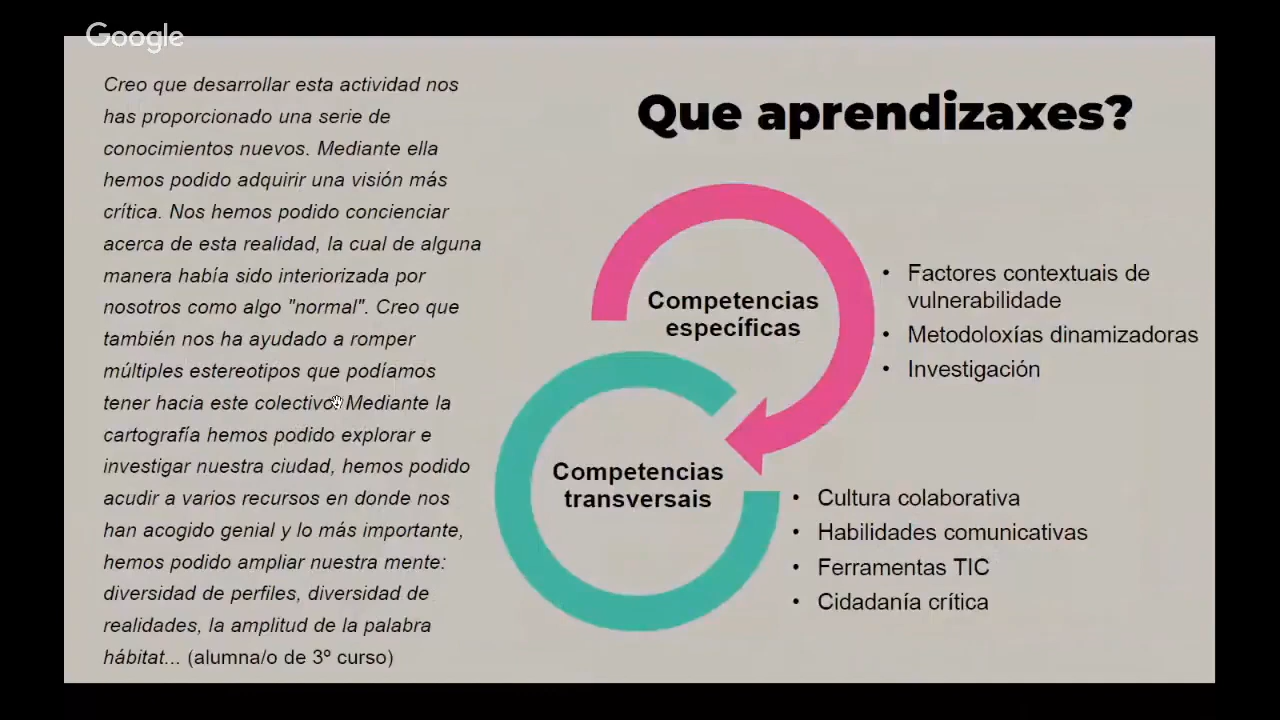 Google
Creo que desarrollar esta actividad nos
has proporcionado una serie de
conocimientos nuevos. Mediante ella
hemos podido adquirir una visión más
crítica. Nos hemos podido concienciar
acerca de esta realidad, la cual de alguna
manera había sido interiorizada por
nosotros como algo "normal". Creo que
también nos ha ayudado a romper
múltiples estereotipos que podíamos
tener hacia este colectivo. Mediante la
cartografía hemos podido explorar e
investigar nuestra ciudad, hemos podido
acudir a varios recursos en donde nos
han acogido genial y lo más importante,
hemos podido ampliar nuestra mente:
diversidad de perfiles, diversidad de
realidades, la amplitud de la palabra
hábitat... (alumna/o de 3º curso)
Que aprendizaxes?
Competencias
específicas
• Factores contextuais de
vulnerabilidade
• Metodoloxías dinamizadoras
• Investigación
Competencias
transversais
• Cultura colaborativa
• Habilidades comunicativas
• Ferramentas TIC
• Cidadanía crítica